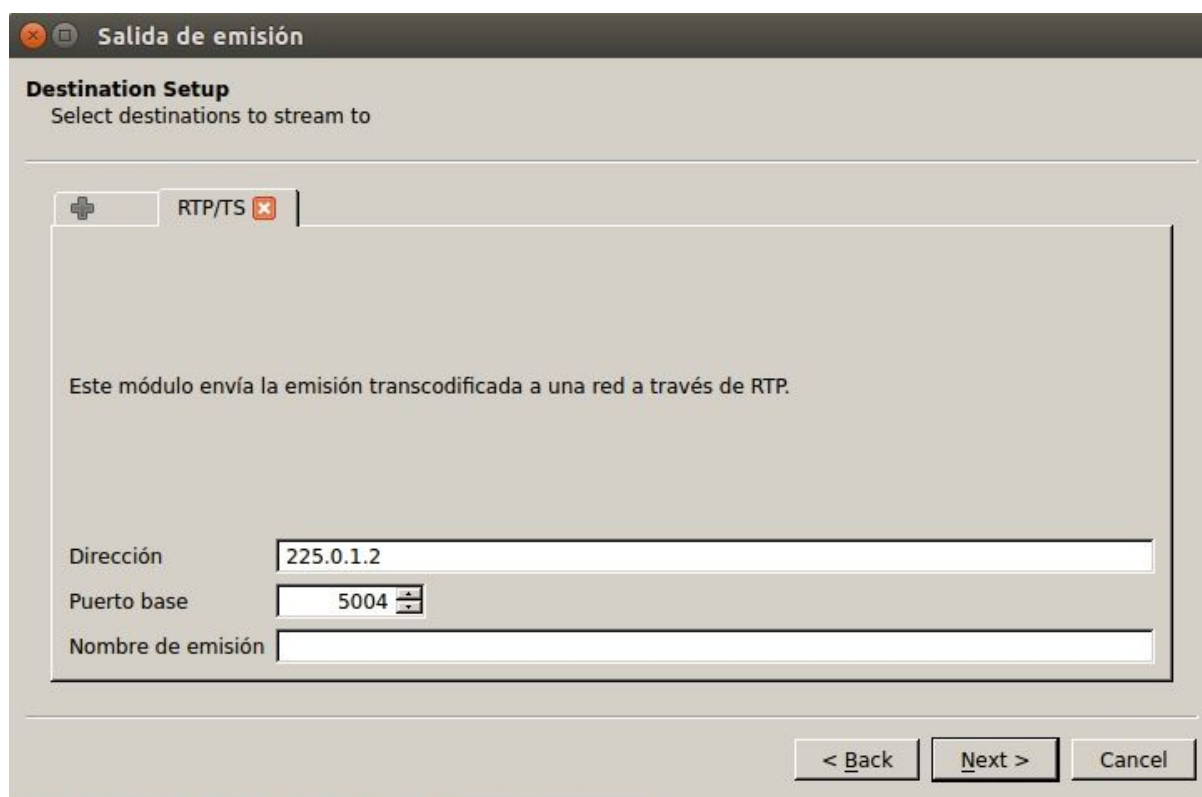 Salida de emisión
Destination Setup
Select destinations to stream to
RTP/TS
Este módulo envía la emisión transcodificada a una red a través de RTP.
Dirección 225.0.1.2
Puerto base 5004
Nombre de emisión
< Back Next > Cancel